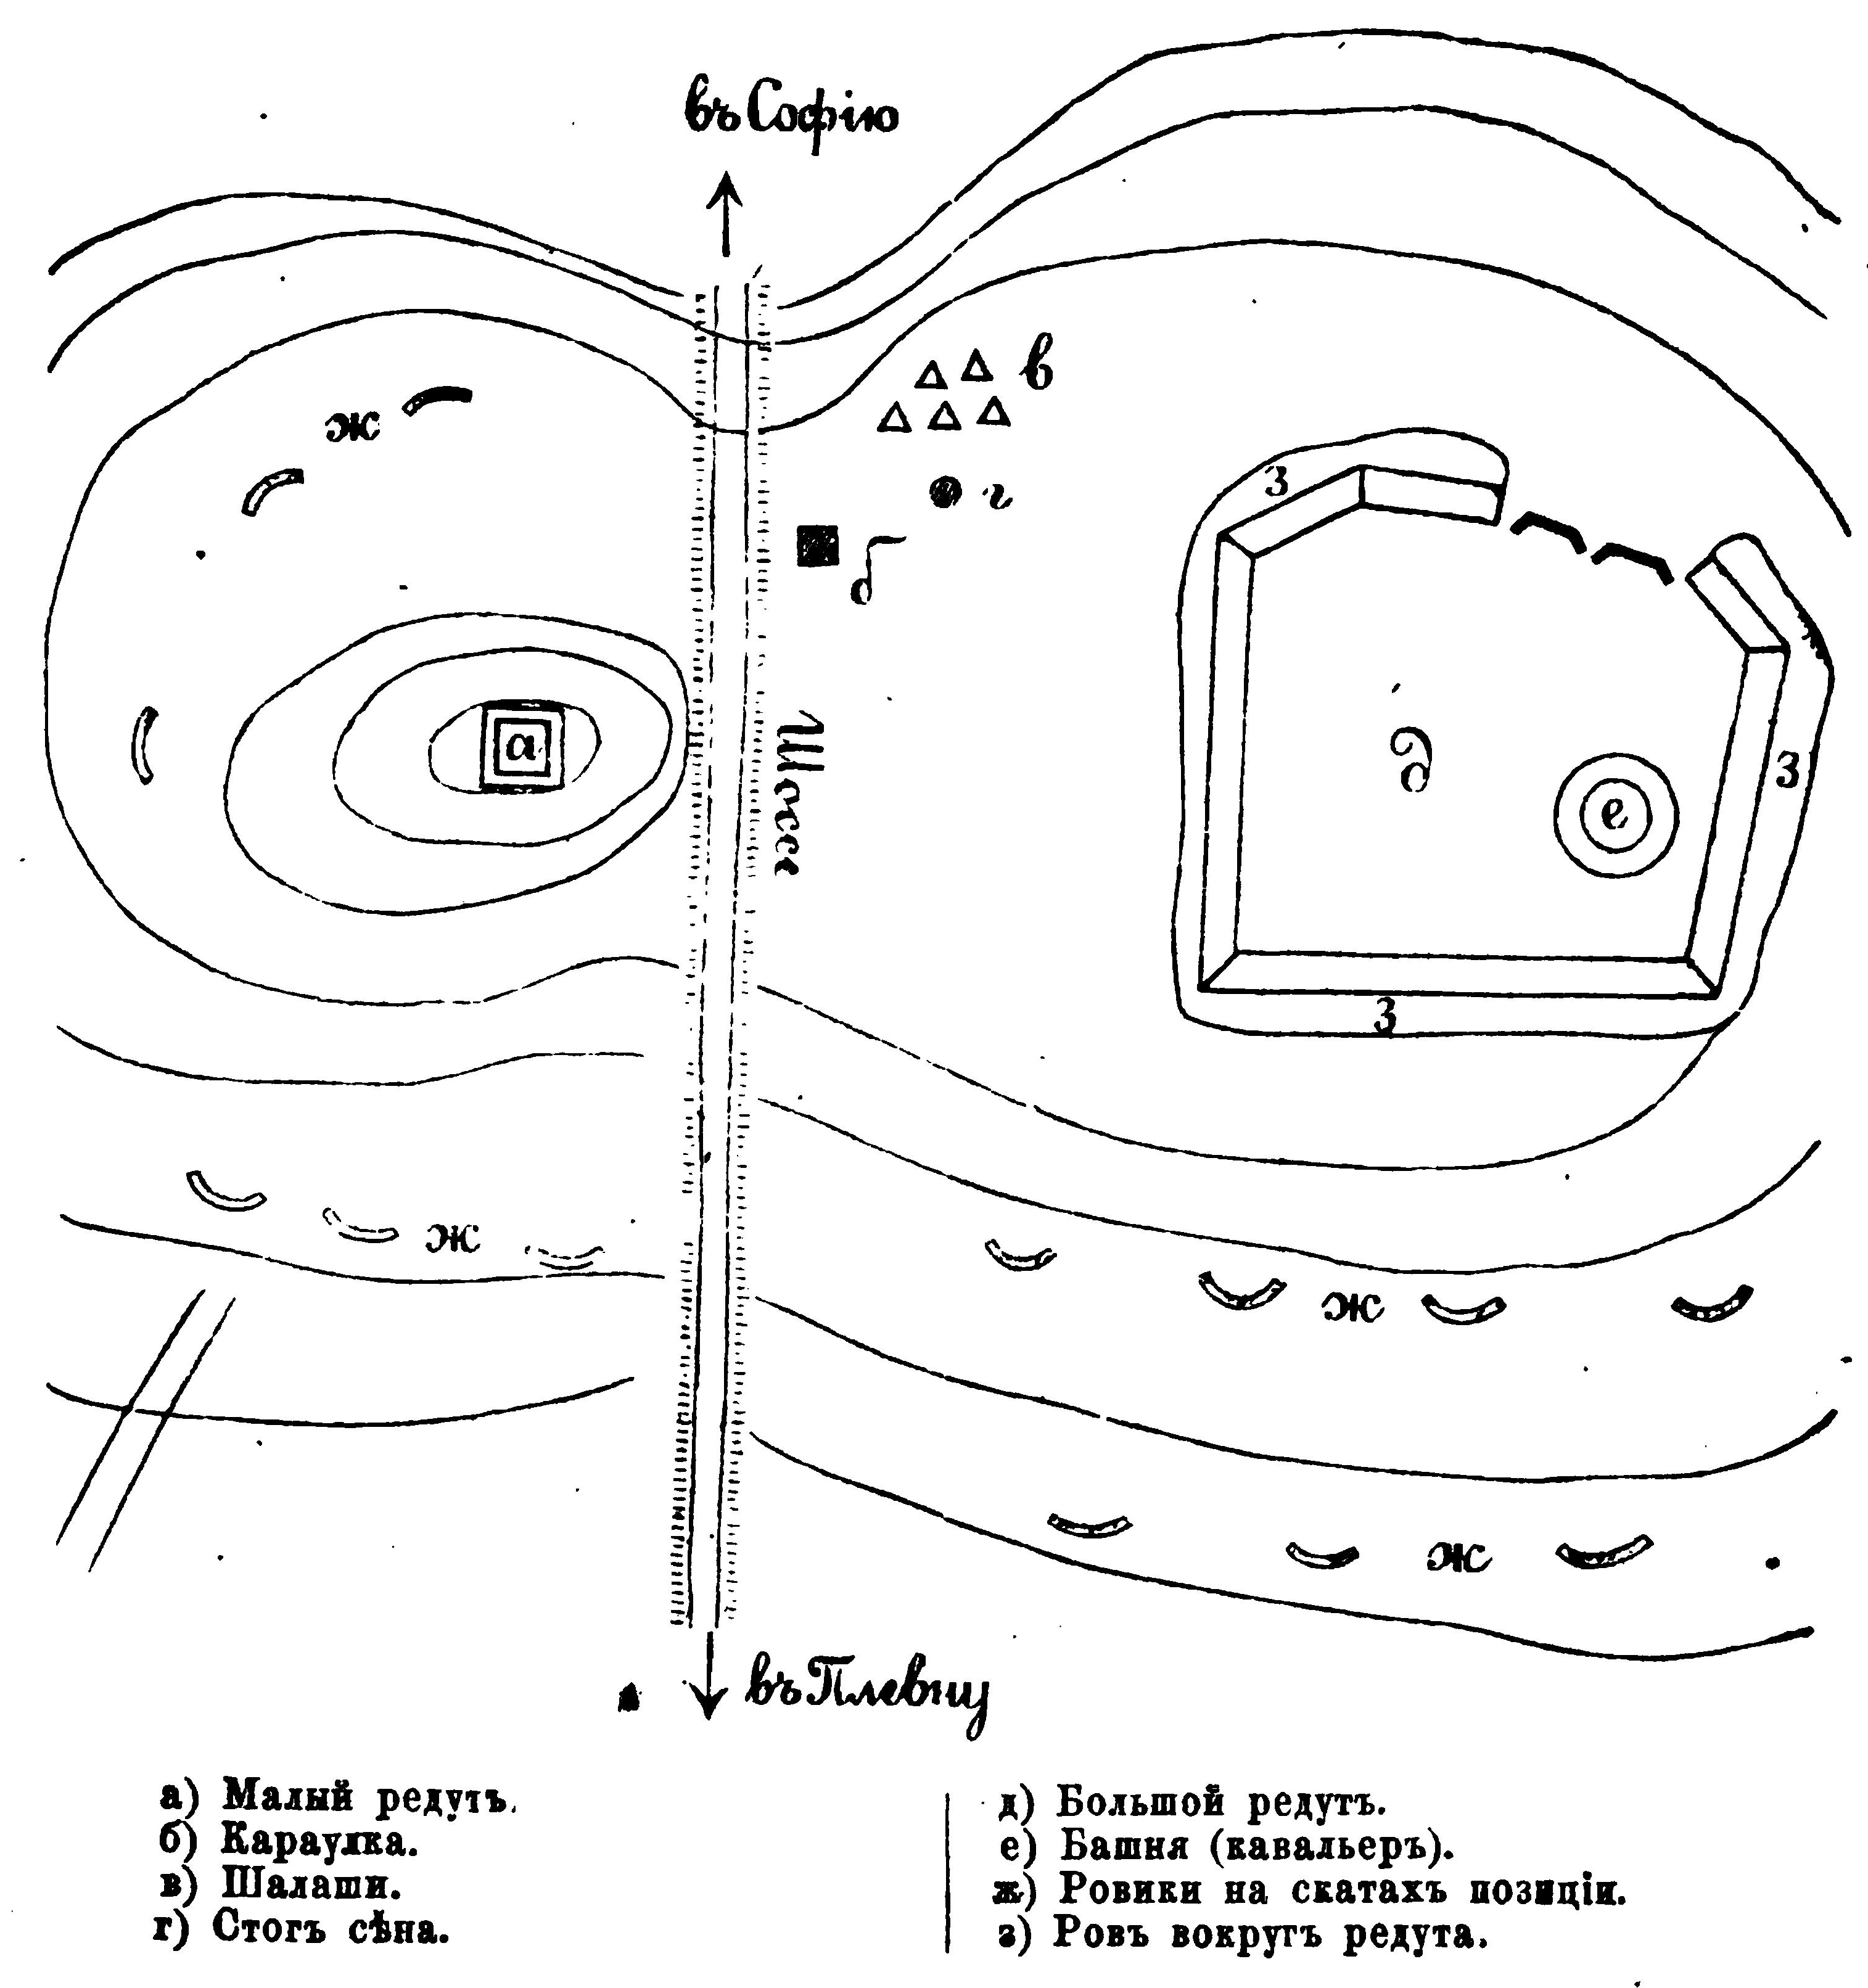 въ Софію
в
ж
г
з
б
а
Шоссе
д
з
е
з
ж
ж
ж
въ Плевну
а) Малый редутъ.
б) Караулка.
в) Шалаши.
г) Стогъ сѣна.
д) Большой редутъ.
е) Башня (кавальеръ).
ж) Ровики на скатахъ позиціи.
з) Ровъ вокругъ редута.